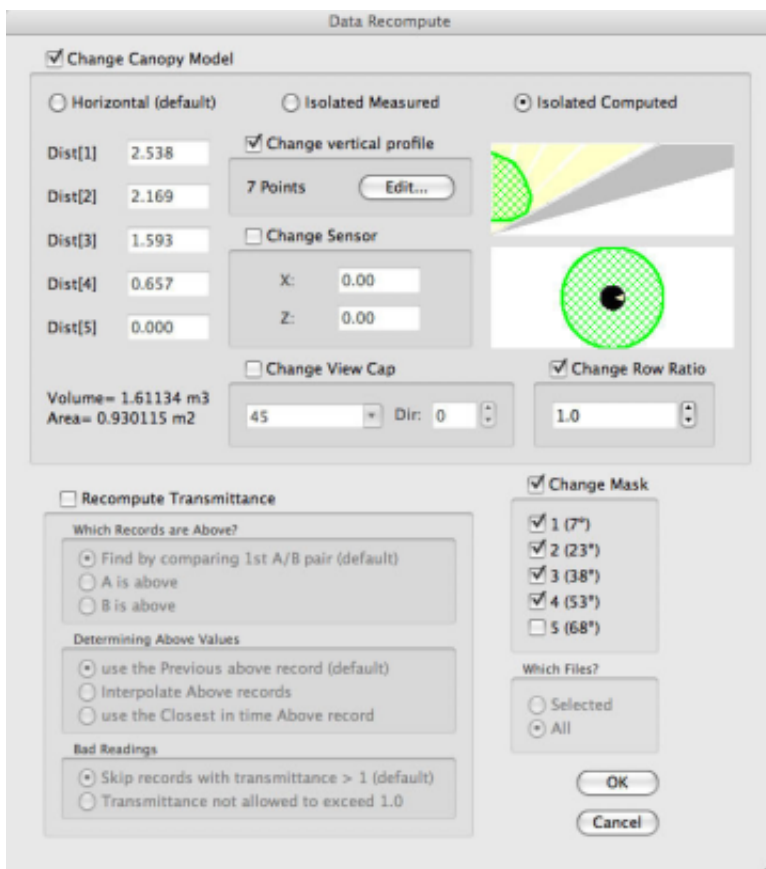 Data Recompute
Change Canopy Model
Horizontal (default)
Isolated Measured
Isolated Computed
Dist[1] 2.538
Dist[2] 2.169
Dist[3] 1.593
Dist[4] 0.657
Dist[5] 0.000
Volume= 1.61134 m3
Area= 0.930115 m2
Change vertical profile
7 Points Edit...
Change Sensor
X: 0.00
Z: 0.00
Change View Cap
45 Dir: 0
Change Row Ratio
1.0
Recompute Transmittance
Which Records are Above?
Find by comparing 1st A/B pair (default)
A is above
B is above
Determining Above Values
use the Previous above record (default)
Interpolate Above records
use the Closest in time Above record
Bad Readings
Skip records with transmittance > 1 (default)
Transmittance not allowed to exceed 1.0
Change Mask
1 (7°)
2 (23°)
3 (38°)
4 (53°)
5 (68°)
Which Files?
Selected
All
OK
Cancel